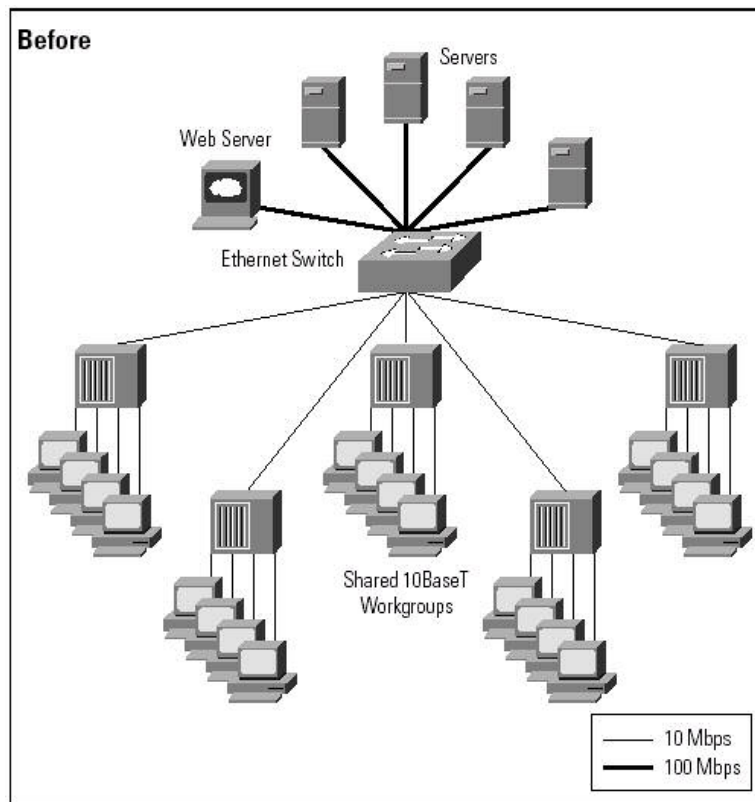 Before
Servers
Web Server
Ethernet Switch
Shared 10BaseT
Workgroups
10 Mbps
100 Mbps